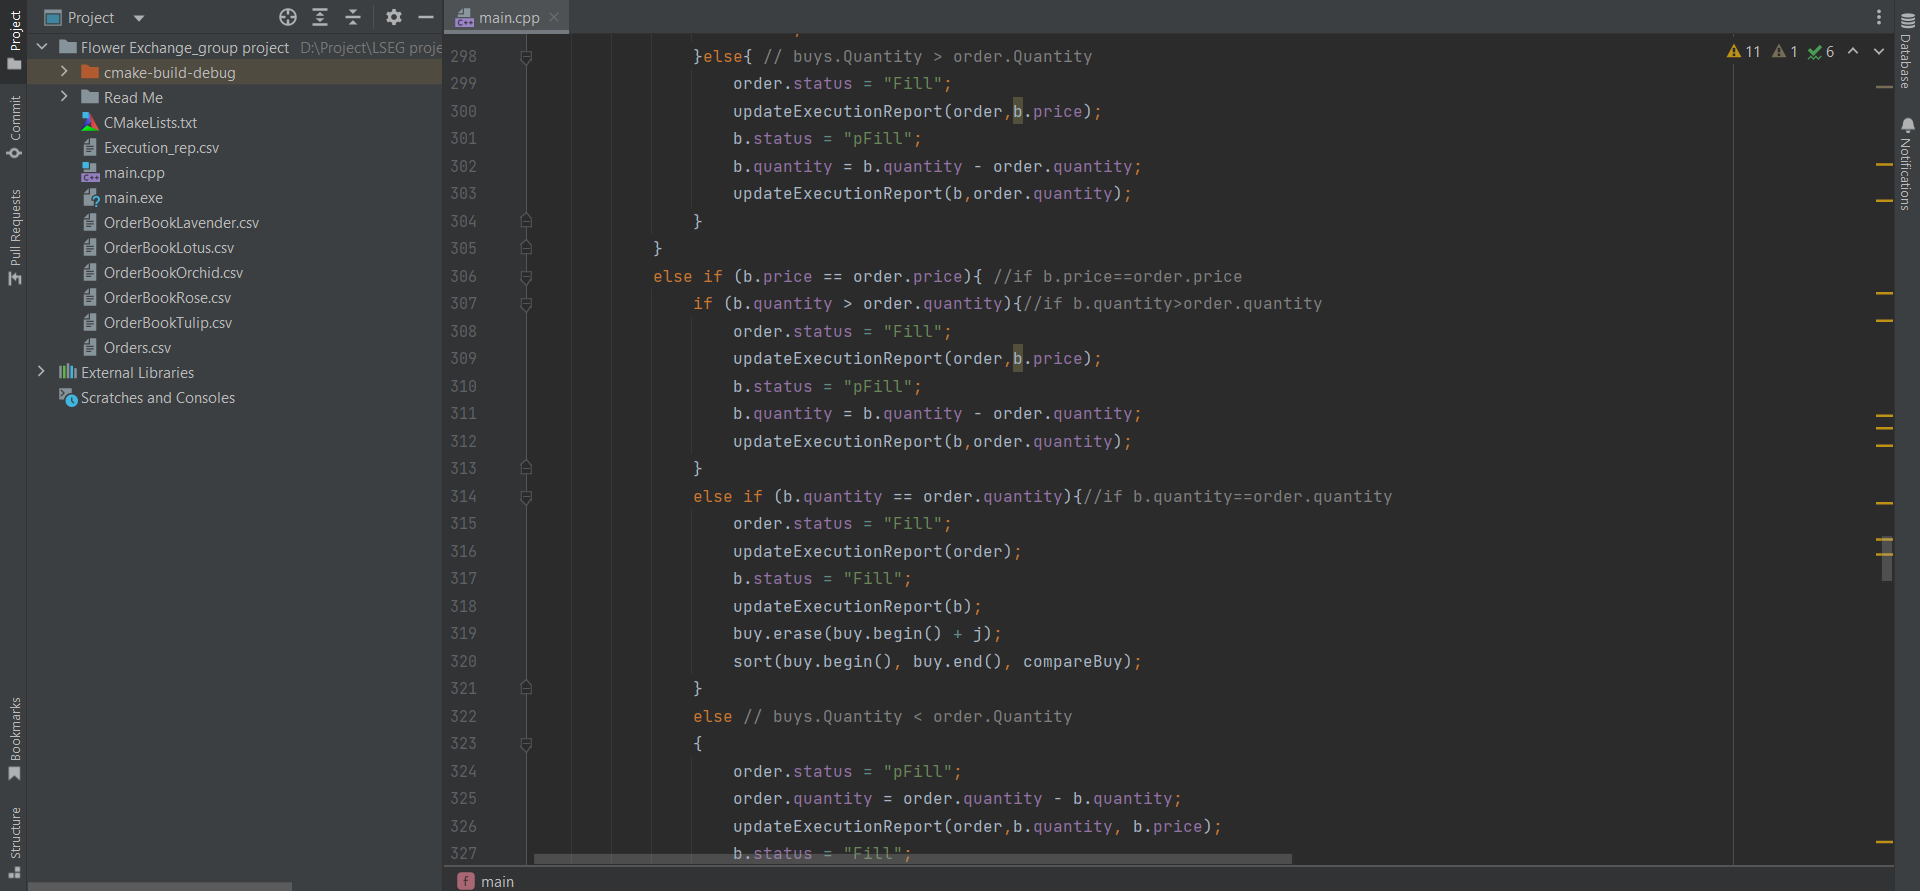 Project
main.cpp
Project
Commit
Pull Requests
Bookmarks
Structure
Flower Exchange_group project D:\Project\LSEG proje
cmake-build-debug
Read Me
CMakeLists.txt
Execution_rep.csv
main.cpp
main.exe
OrderBookLavender.csv
OrderBookLotus.csv
OrderBookOrchid.csv
OrderBookRose.csv
OrderBookTulip.csv
Orders.csv
External Libraries
Scratches and Consoles
11 1 6
298 }else{ // buys.Quantity > order.Quantity
299 order.status = "Fill";
300 updateExecutionReport(order,b.price);
301 b.status = "pFill";
302 b.quantity = b.quantity - order.quantity;
303 updateExecutionReport(b,order.quantity);
304 }
305 }
306 else if (b.price == order.price){ //if b.price==order.price
307 if (b.quantity > order.quantity){//if b.quantity>order.quantity
308 order.status = "Fill";
309 updateExecutionReport(order,b.price);
310 b.status = "pFill";
311 b.quantity = b.quantity - order.quantity;
312 updateExecutionReport(b,order.quantity);
313 }
314 else if (b.quantity == order.quantity){//if b.quantity==order.quantity
315 order.status = "Fill";
316 updateExecutionReport(order);
317 b.status = "Fill";
318 updateExecutionReport(b);
319 buy.erase(buy.begin() + j);
320 sort(buy.begin(), buy.end(), compareBuy);
321 }
322 else // buys.Quantity < order.Quantity
323 {
324 order.status = "pFill";
325 order.quantity = order.quantity - b.quantity;
326 updateExecutionReport(order,b.quantity, b.price);
327 b.status = "Fill";
f main
Database
Notifications